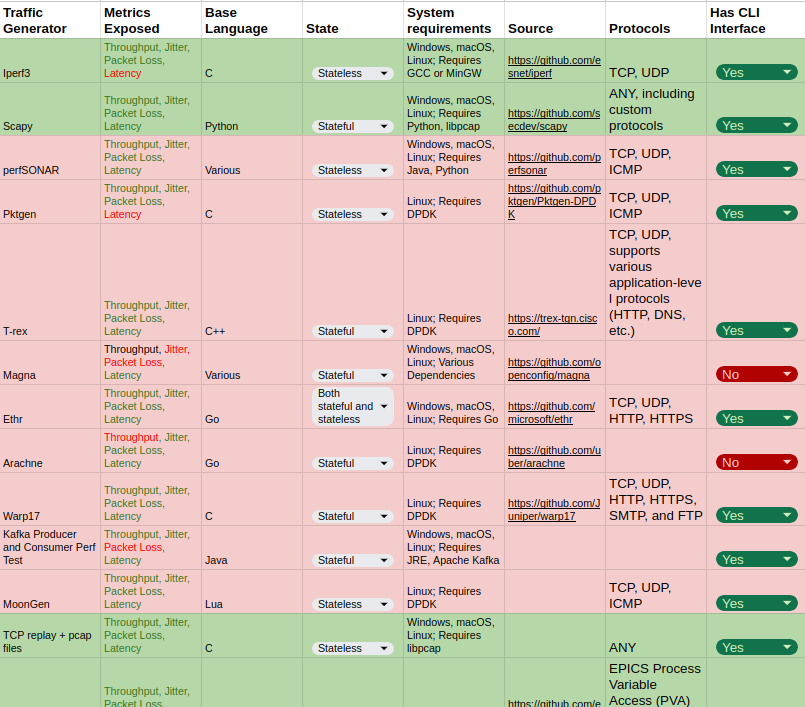 Traffic
Generator
Metrics
Exposed
Base
Language
State
System
requirements
Source
Protocols
Has CLI
Interface
Iperf3
Throughput, Jitter,
Packet Loss,
Latency
C
Stateless
Windows, macOS,
Linux; Requires
GCC or MinGW
https://github.com/e
snet/iperf
TCP, UDP
Yes
Scapy
Throughput, Jitter,
Packet Loss,
Latency
Python
Stateful
Windows, macOS,
Linux; Requires
Python, libpcap
https://github.com/s
ecdev/scapy
ANY, including
custom
protocols
Yes
perfSONAR
Throughput, Jitter,
Packet Loss,
Latency
Various
Stateless
Windows, macOS,
Linux; Requires
Java, Python
https://github.com/p
erfsonar
TCP, UDP,
ICMP
Yes
Pktgen
Throughput, Jitter,
Packet Loss,
Latency
C
Stateless
Linux; Requires
DPDK
https://github.com/p
ktgen/Pktgen-DPD
K
TCP, UDP,
ICMP
Yes
T-rex
Throughput, Jitter,
Packet Loss,
Latency
C++
Stateful
Linux; Requires
DPDK
https://trex-tgn.cisc
o.com/
TCP, UDP,
supports
various
application-leve
l protocols
(HTTP, DNS,
etc.)
Yes
Magna
Throughput, Jitter,
Packet Loss,
Latency
Various
Stateful
Windows, macOS,
Linux; Various
Dependencies
https://github.com/o
penconfig/magna
No
Ethr
Throughput, Jitter,
Packet Loss,
Latency
Go
Both
stateful and
stateless
Windows, macOS,
Linux; Requires Go
https://github.com/
microsoft/ethr
TCP, UDP,
HTTP, HTTPS
Yes
Arachne
Throughput, Jitter,
Packet Loss,
Latency
Go
Stateful
Linux; Requires
DPDK
https://github.com/u
ber/arachne
No
Warp17
Throughput, Jitter,
Packet Loss,
Latency
C
Stateful
Linux; Requires
DPDK
https://github.com/J
uniper/warp17
TCP, UDP,
HTTP, HTTPS,
SMTP, and FTP
Yes
Kafka Producer
and Consumer Perf
Test
Throughput, Jitter,
Packet Loss,
Latency
Java
Stateful
Windows, macOS,
Linux; Requires
JRE, Apache Kafka
Yes
MoonGen
Throughput, Jitter,
Packet Loss,
Latency
Lua
Stateless
Linux; Requires
DPDK
TCP, UDP,
ICMP
Yes
TCP replay + pcap
files
Throughput, Jitter,
Packet Loss,
Latency
C
Stateless
Windows, macOS,
Linux; Requires
libpcap
ANY
Yes
Throughput, Jitter,
Packet Loss,
https://github.com/e
EPICS Process
Variable
Access (PVA)